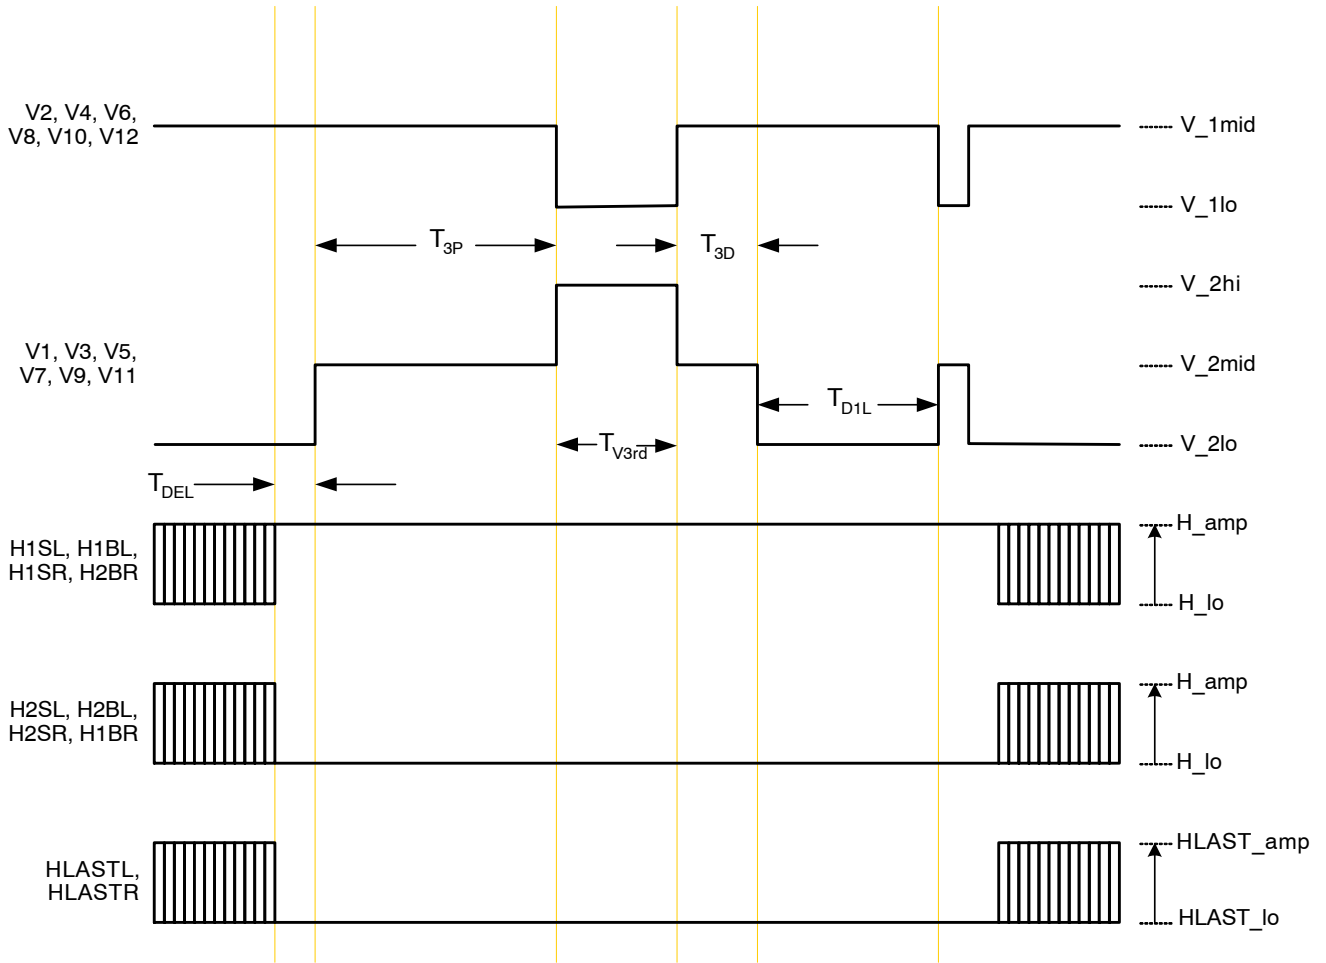 V2, V4, V6,
V8, V10, V12
V_1mid
V_1lo
T3P
T3D
V_2hi
V1, V3, V5,
V7, V9, V11
V_2mid
TD1L
TV3rd
V_2lo
TDEL
H1SL, H1BL,
H1SR, H2BR
H_amp
H_lo
H2SL, H2BL,
H2SR, H1BR
H_amp
H_lo
HLASTL,
HLASTR
HLAST_amp
HLAST_lo